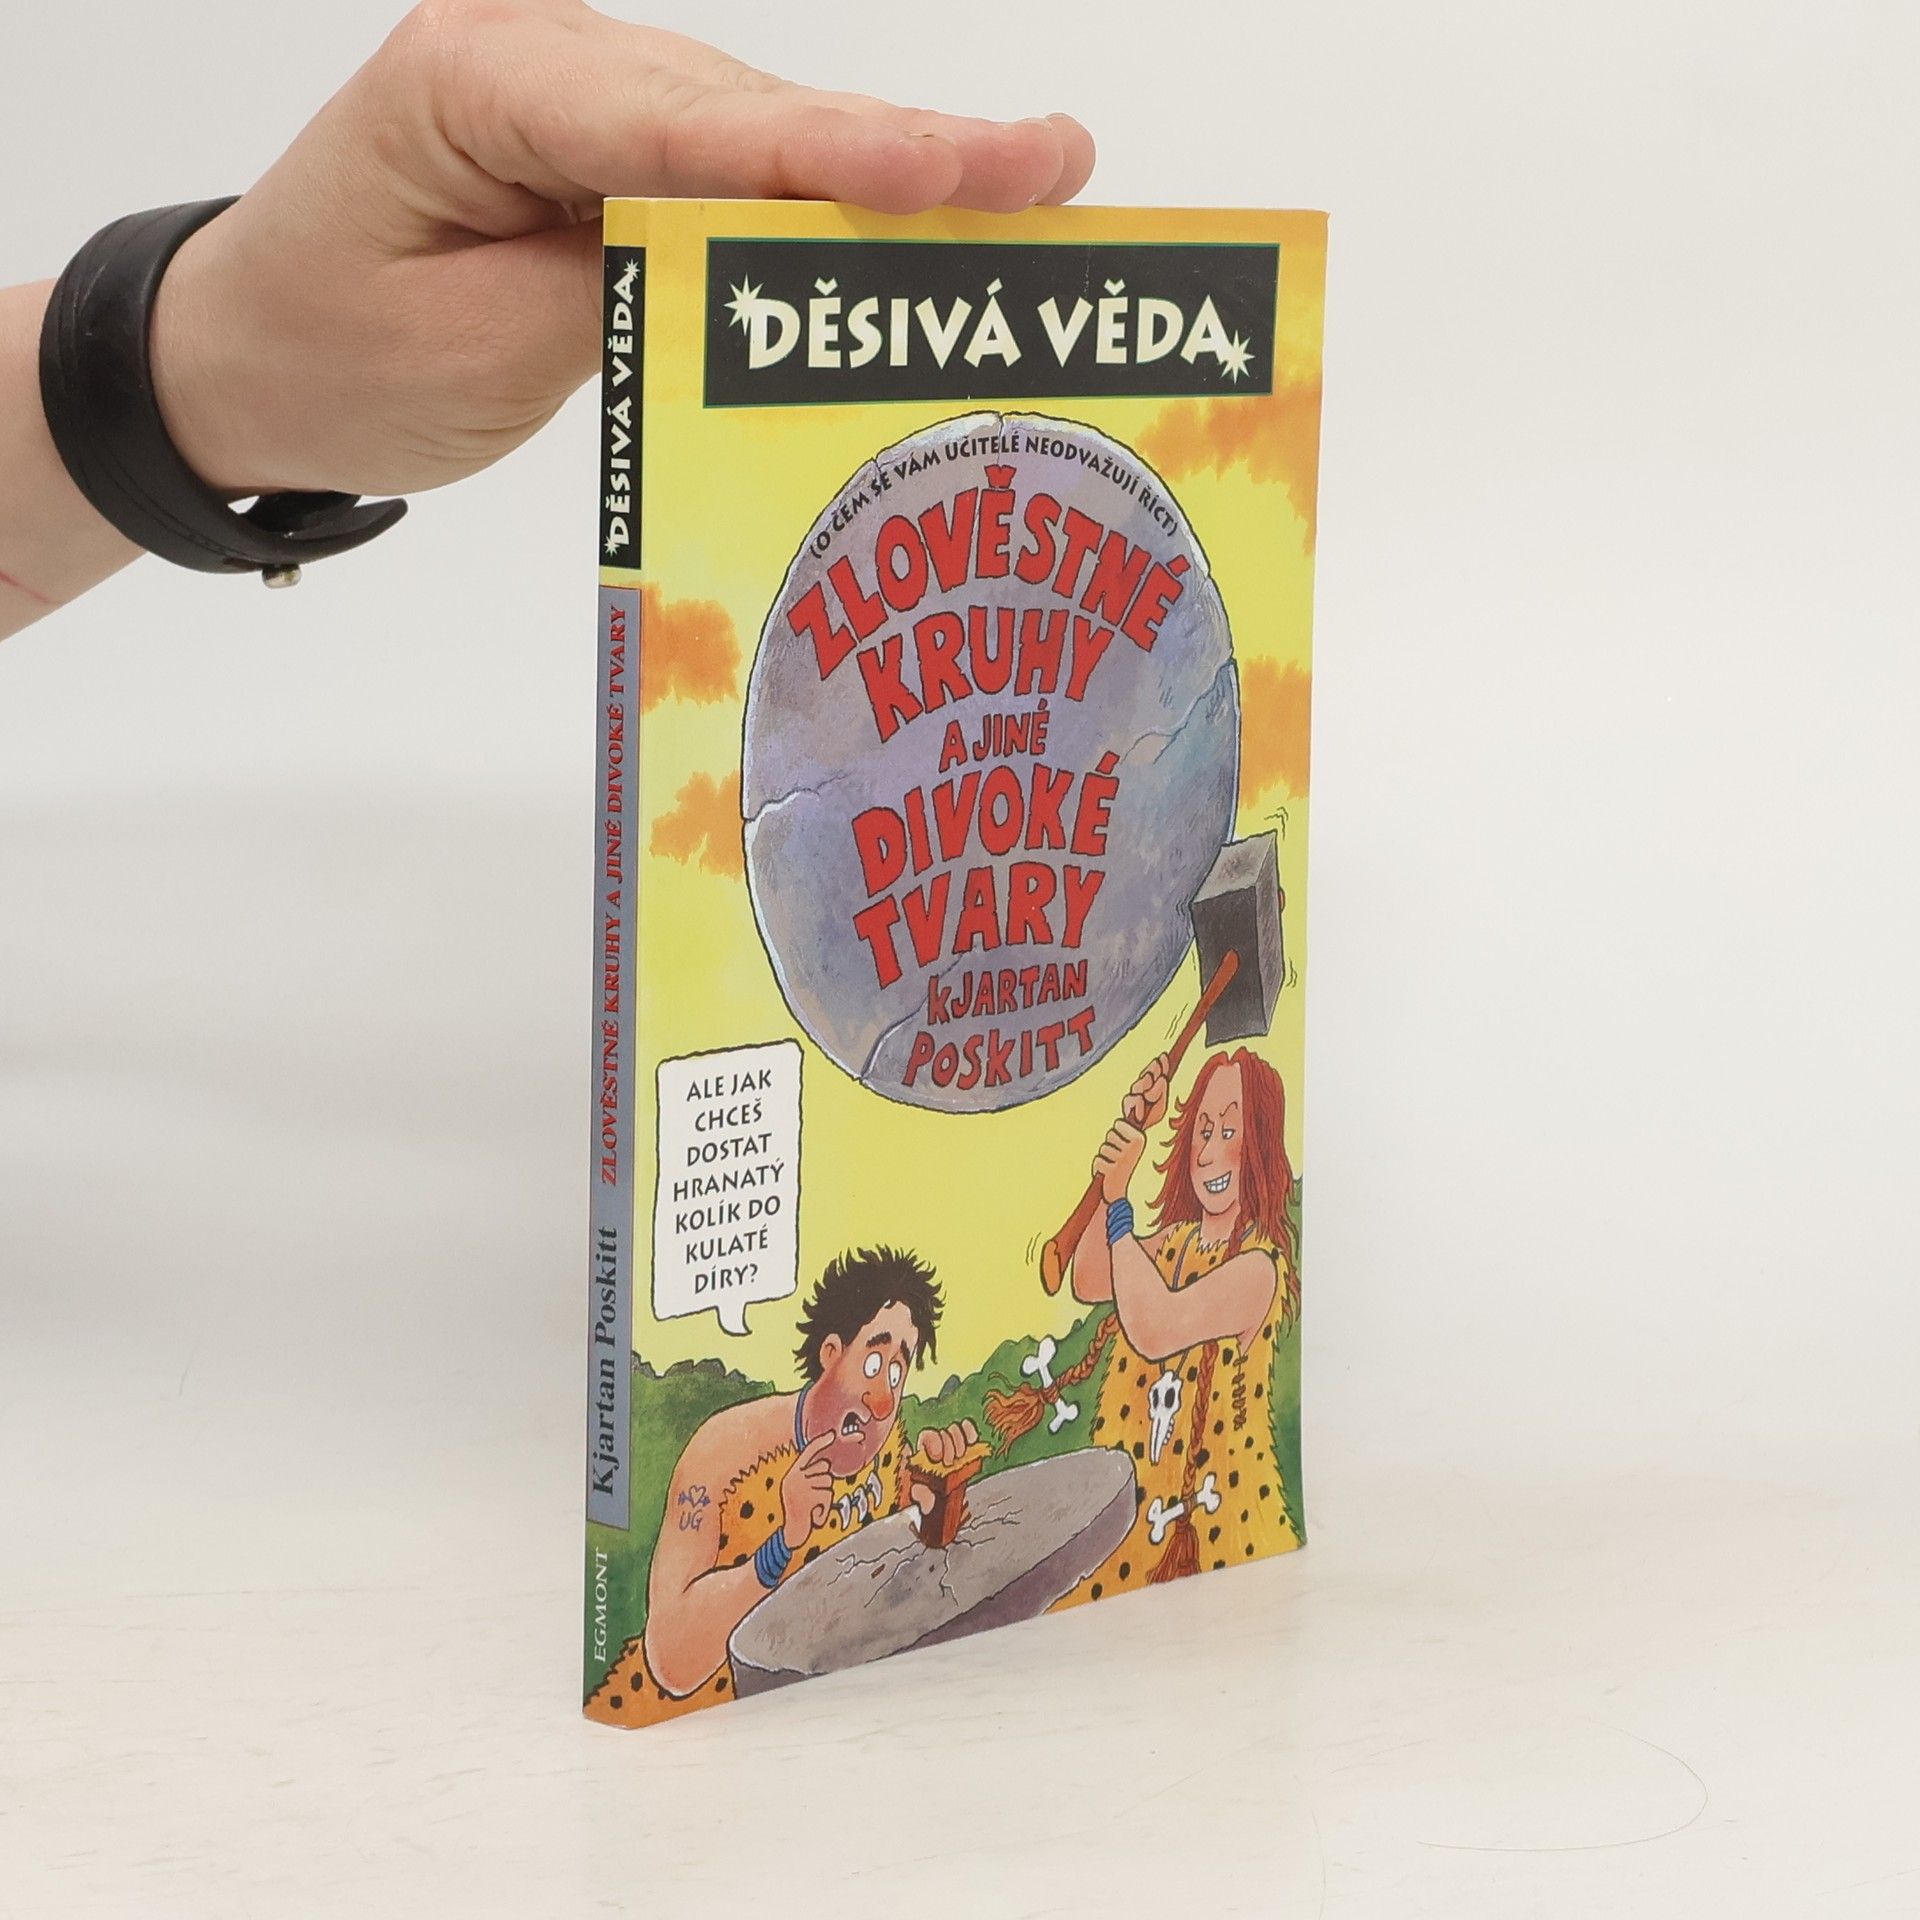 DĚSIVÁ VĚDA
(O ČEM SE VÁM UČITELÉ NEODVAŽUJÍ ŘÍCT)
ZLOVĚSTNÉ
KRUHY
A JINÉ
DIVOKÉ
TVARY
KJARTAN
POSKITT
ALE JAK
CHCEŠ
DOSTAT
HRANATÝ
KOLÍK DO
KULATÉ
DÍRY?
UG
DĚSIVÁ VĚDA
ZLOVĚSTNÉ KRUHY A JINÉ DIVOKÉ TVARY
Kjartan Poskitt
EGMONT